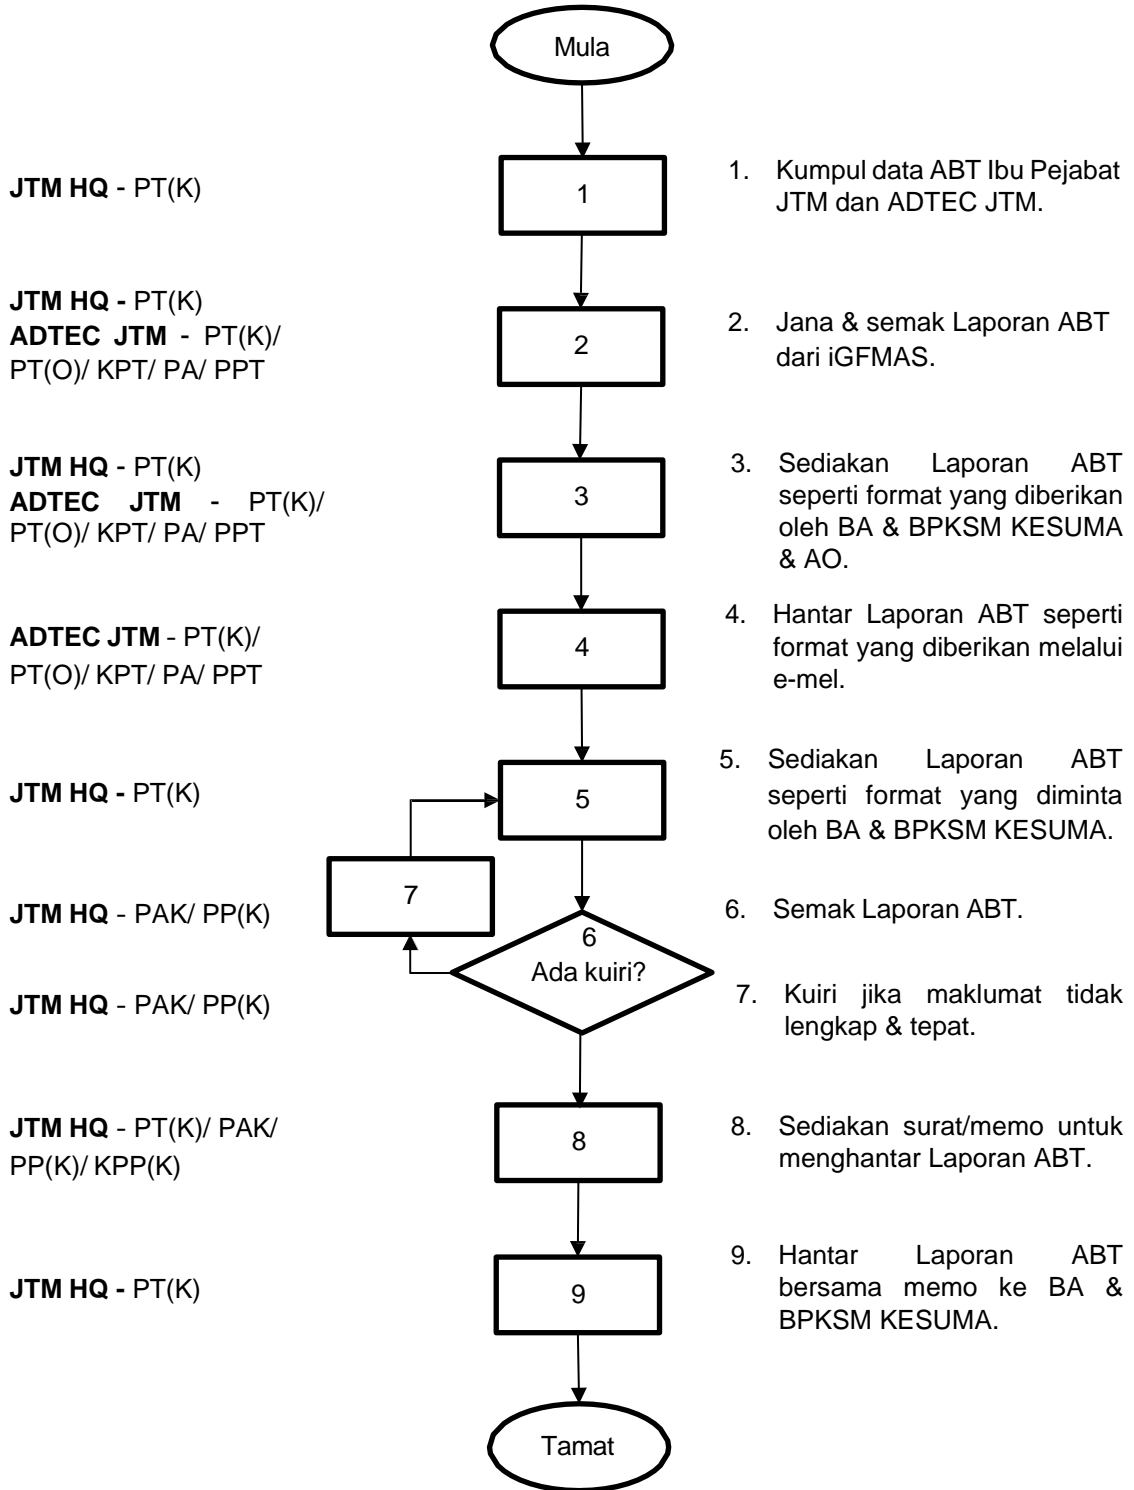 Mula
JTM HQ - PT(K)
1
1. Kumpul data ABT Ibu Pejabat
JTM dan ADTEC JTM.
JTM HQ - PT(K)
ADTEC JTM - PT(K)/
PT(O)/ KPT/ PA/ PPT
2
2. Jana & semak Laporan ABT
dari iGFMAS.
JTM HQ - PT(K)
ADTEC JTM - PT(K)/
PT(O)/ KPT/ PA/ PPT
3
3. Sediakan Laporan ABT
seperti format yang diberikan
oleh BA & BPKSM KESUMA
& AO.
ADTEC JTM - PT(K)/
PT(O)/ KPT/ PA/ PPT
4
4. Hantar Laporan ABT seperti
format yang diberikan melalui
e-mel.
JTM HQ - PT(K)
5
5. Sediakan Laporan ABT
seperti format yang diminta
oleh BA & BPKSM KESUMA.
JTM HQ - PAK/ PP(K)
7
6
Ada kuiri?
6. Semak Laporan ABT.
JTM HQ - PAK/ PP(K)
7. Kuiri jika maklumat tidak
lengkap & tepat.
JTM HQ - PT(K)/ PAK/
PP(K)/ KPP(K)
8
8. Sediakan surat/memo untuk
menghantar Laporan ABT.
JTM HQ - PT(K)
9
9. Hantar Laporan ABT
bersama memo ke BA &
BPKSM KESUMA.
Tamat